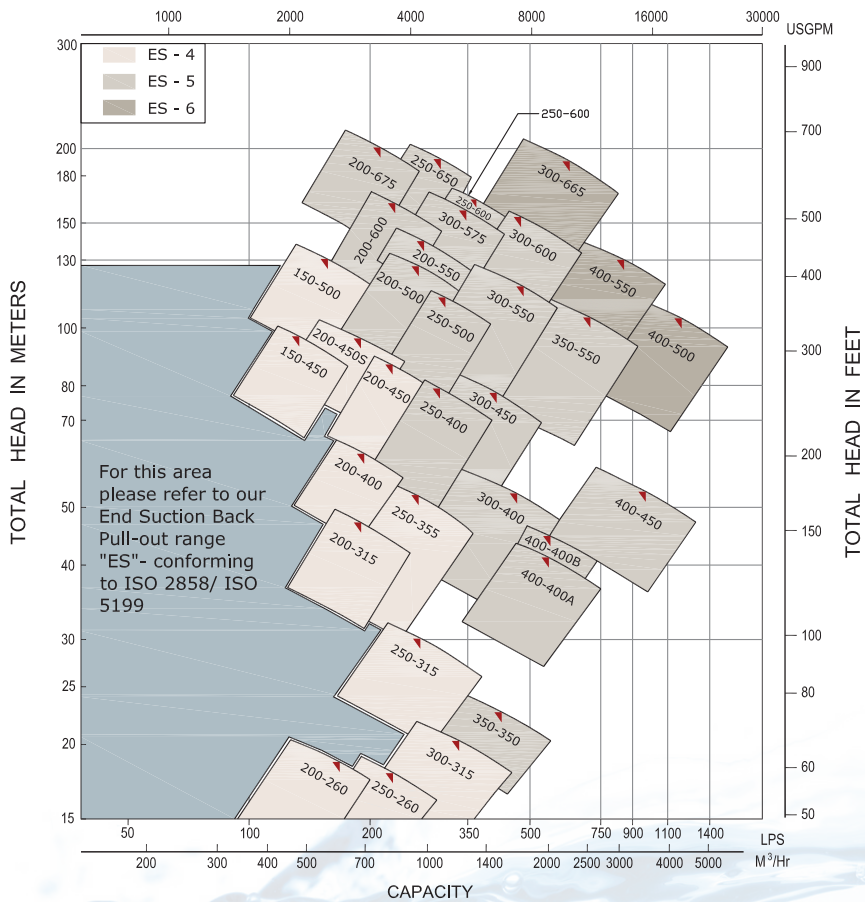 1000 2000 4000 8000 16000 30000
USGPM
300
200
180
150
130
100
80
70
50
40
30
25
20
15
TOTAL HEAD IN METERS
ES - 4
ES - 5
ES - 6
250-600
200-675
250-650
250-600
300-665
200-600
300-575
300-600
200-550
400-550
150-500
200-500
300-550
250-500
400-500
350-550
200-450S
150-450
200-450
300-450
250-400
200-400
300-400
400-450
250-355
200-315
400-400B
400-400A
250-315
350-350
300-315
200-260
250-260
For this area
please refer to our
End Suction Back
Pull-out range
"ES"- conforming
to ISO 2858/ ISO
5199
900
700
500
400
300
200
150
100
80
60
50
TOTAL HEAD IN FEET
50 100 200 350 500 750 900 1100 1400
LPS
200 300 400 500 700 1000 1400 2000 2500 3000 4000 5000
M³/Hr
CAPACITY